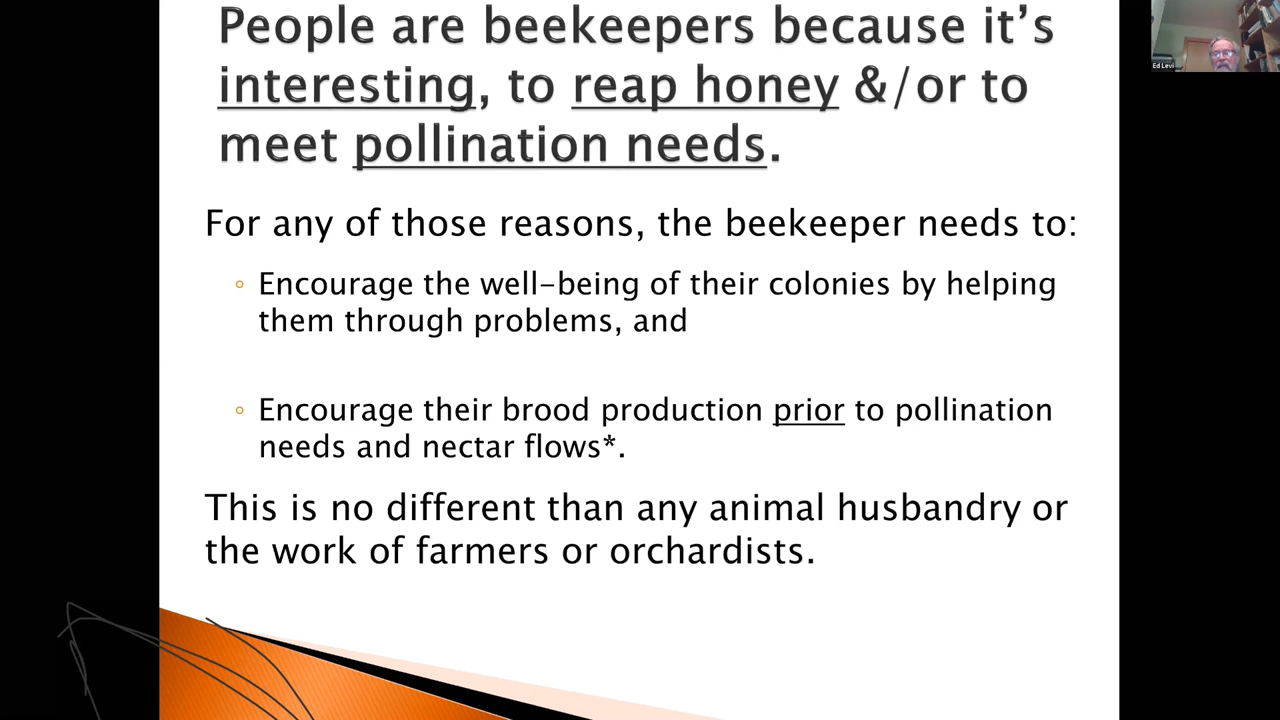 People are beekeepers because it's
interesting, to reap honey &/or to
meet pollination needs.
Ed Levi
For any of those reasons, the beekeeper needs to:
◦ Encourage the well-being of their colonies by helping
them through problems, and
◦ Encourage their brood production prior to pollination
needs and nectar flows*.
This is no different than any animal husbandry or
the work of farmers or orchardists.